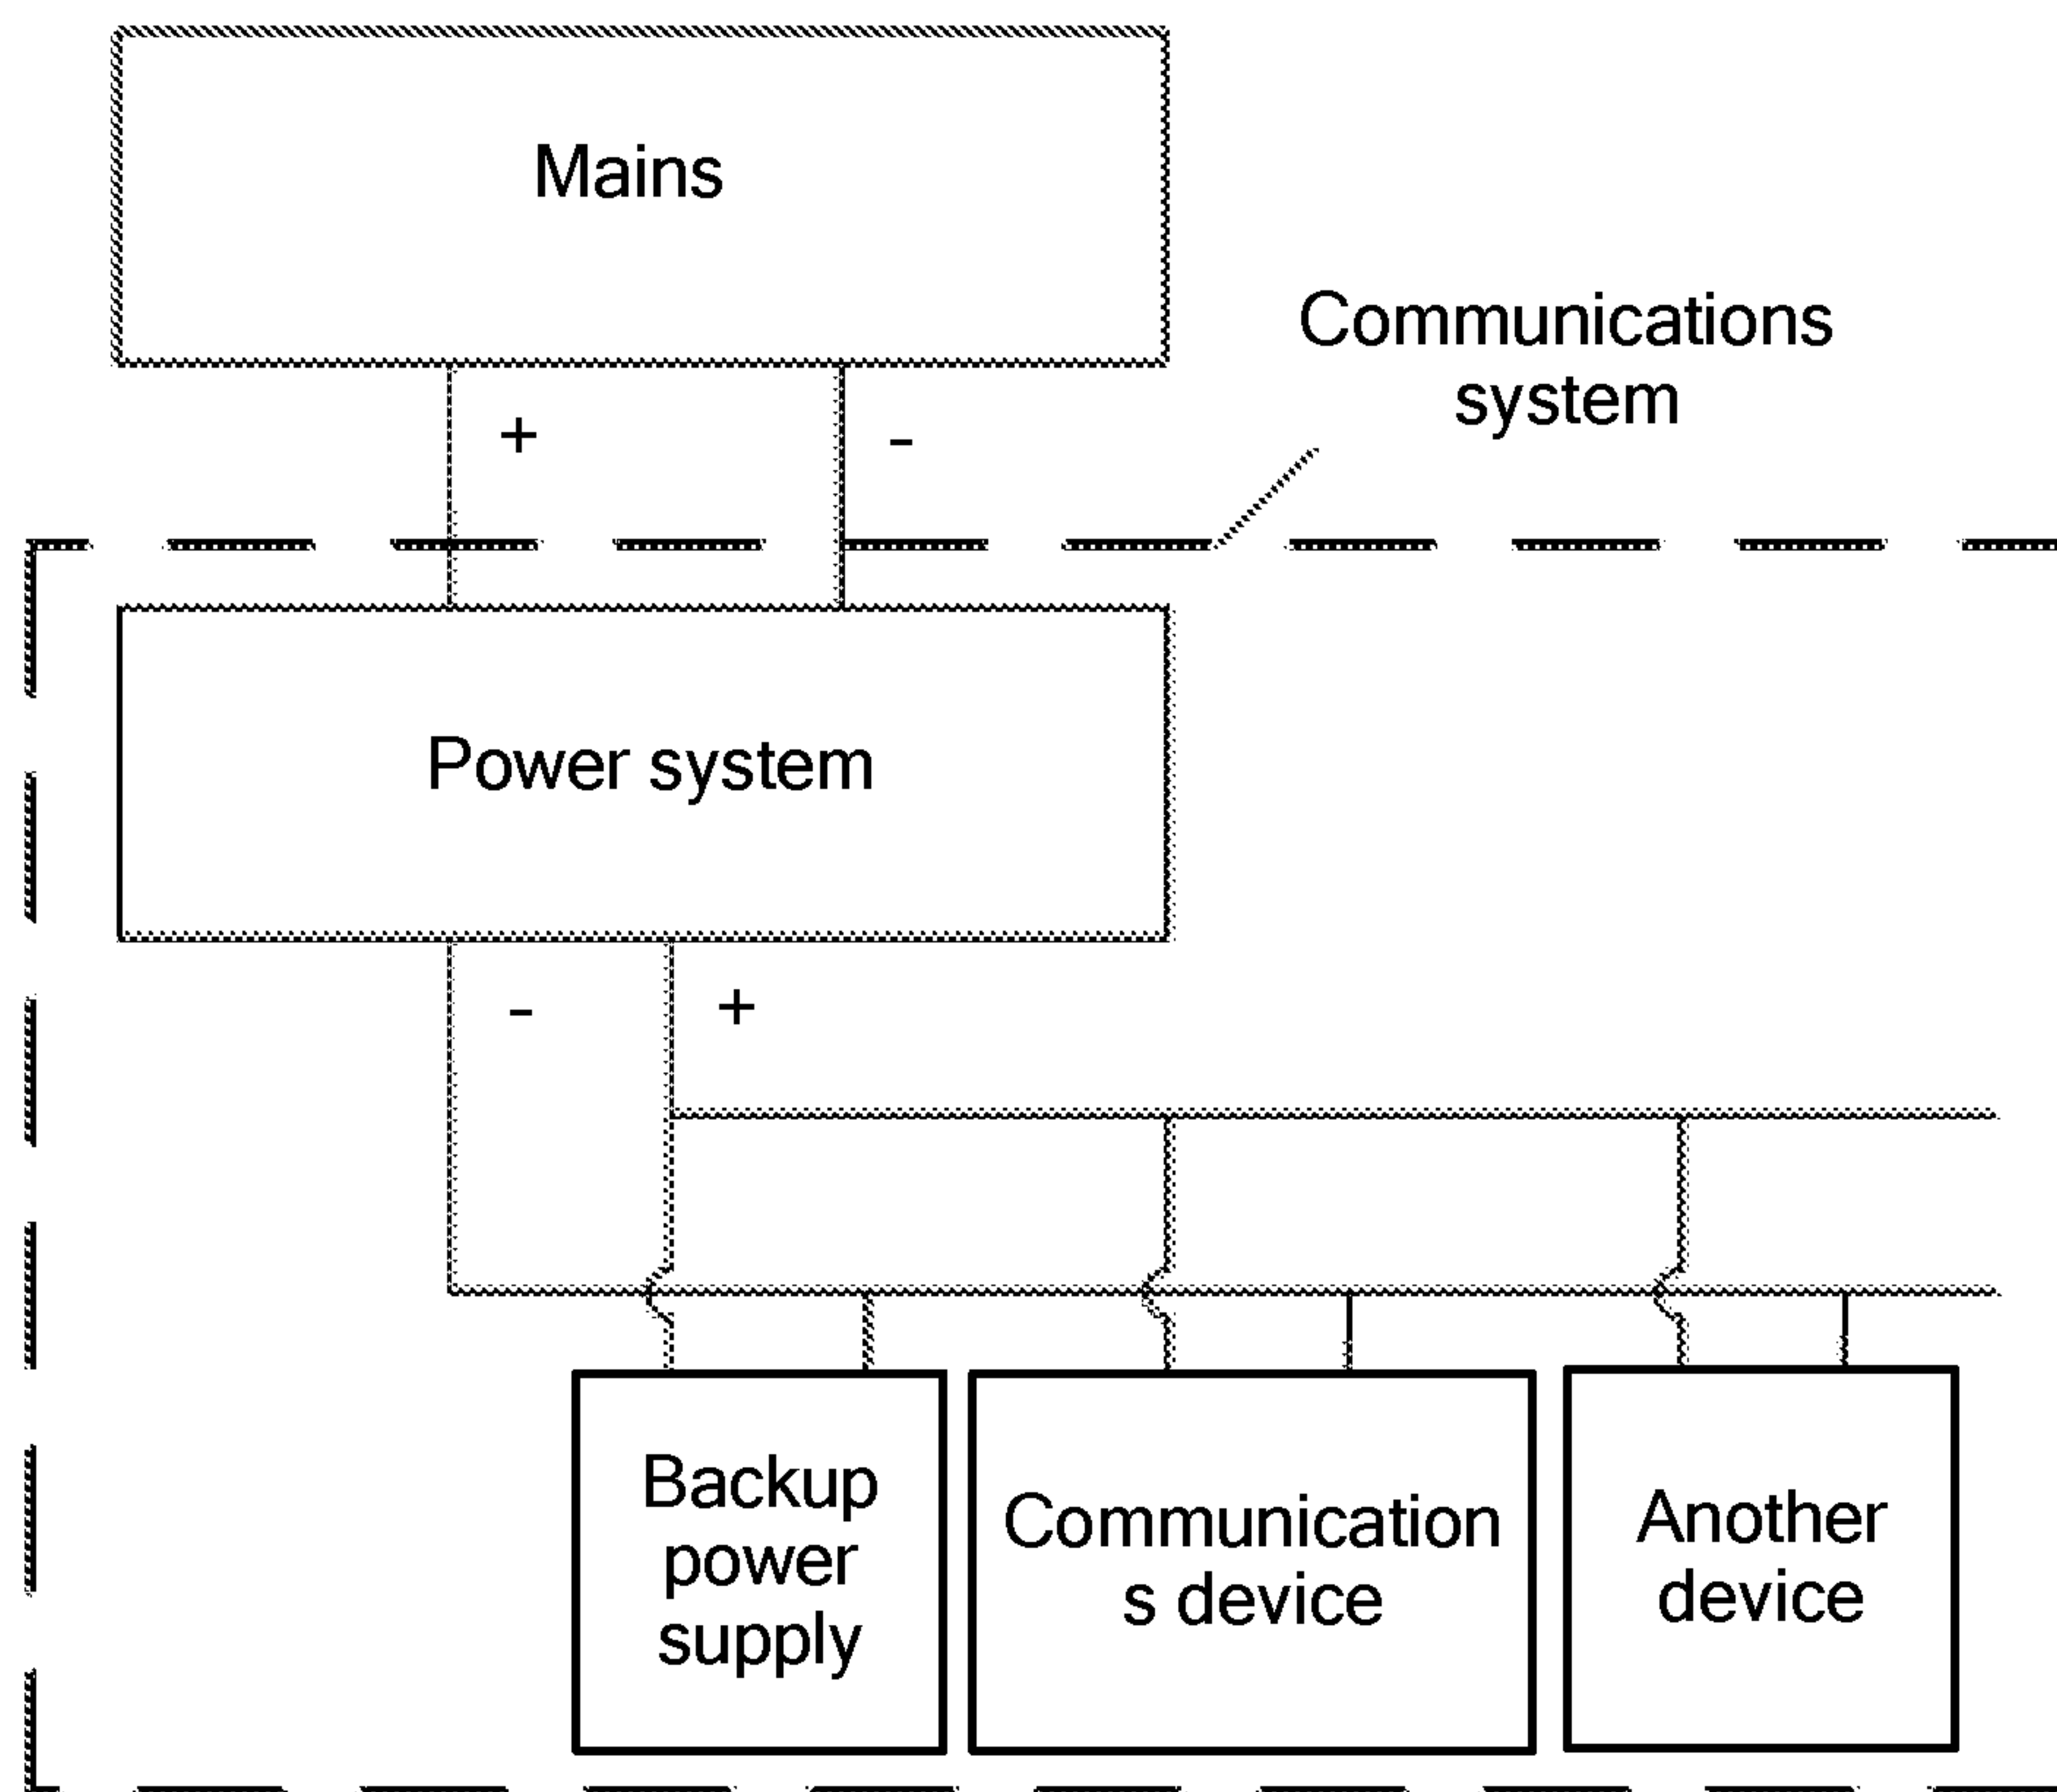 Mains
Communications
system
+
-
Power system
-
+
Backup
power
supply
Communication
s device
Another
device